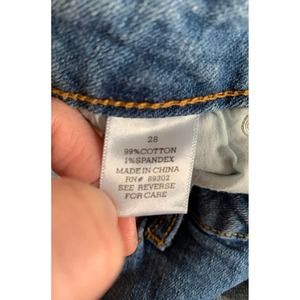 28
99% COTTON
1% SPANDEX
MADE IN CHINA
RN# 89302
SEE REVERSE
FOR CARE